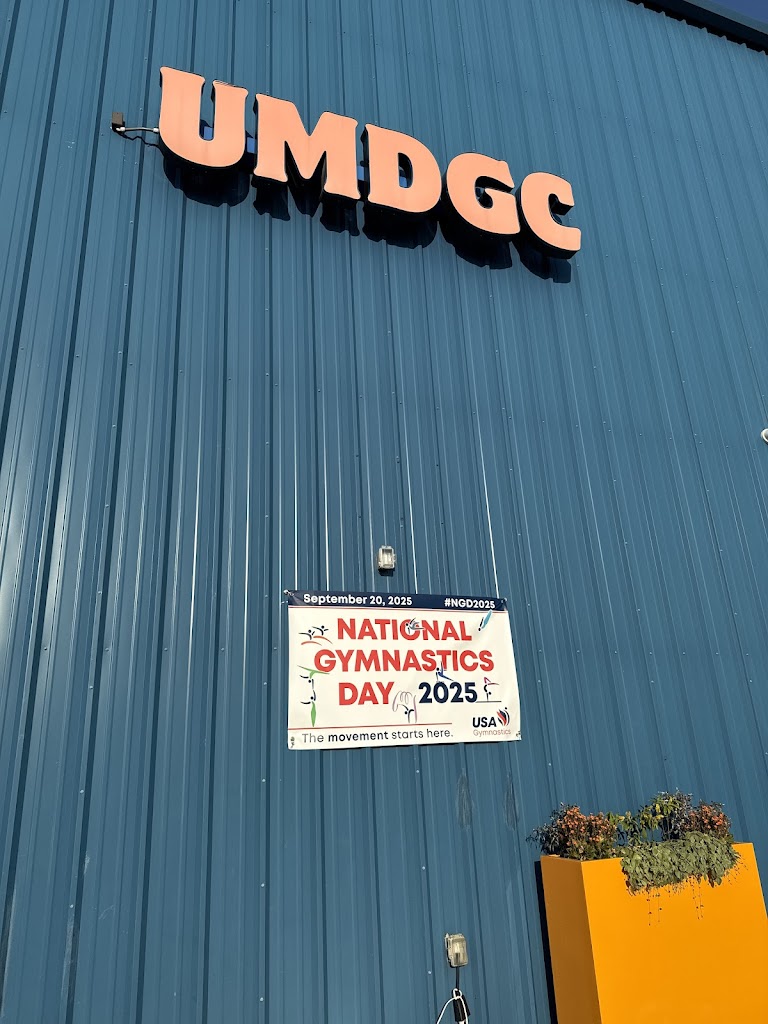 UMDGC
September 20, 2025 #NGD2025
NATIONAL
GYMNASTICS
DAY 2025
The movement starts here.
USA
Gymnastics